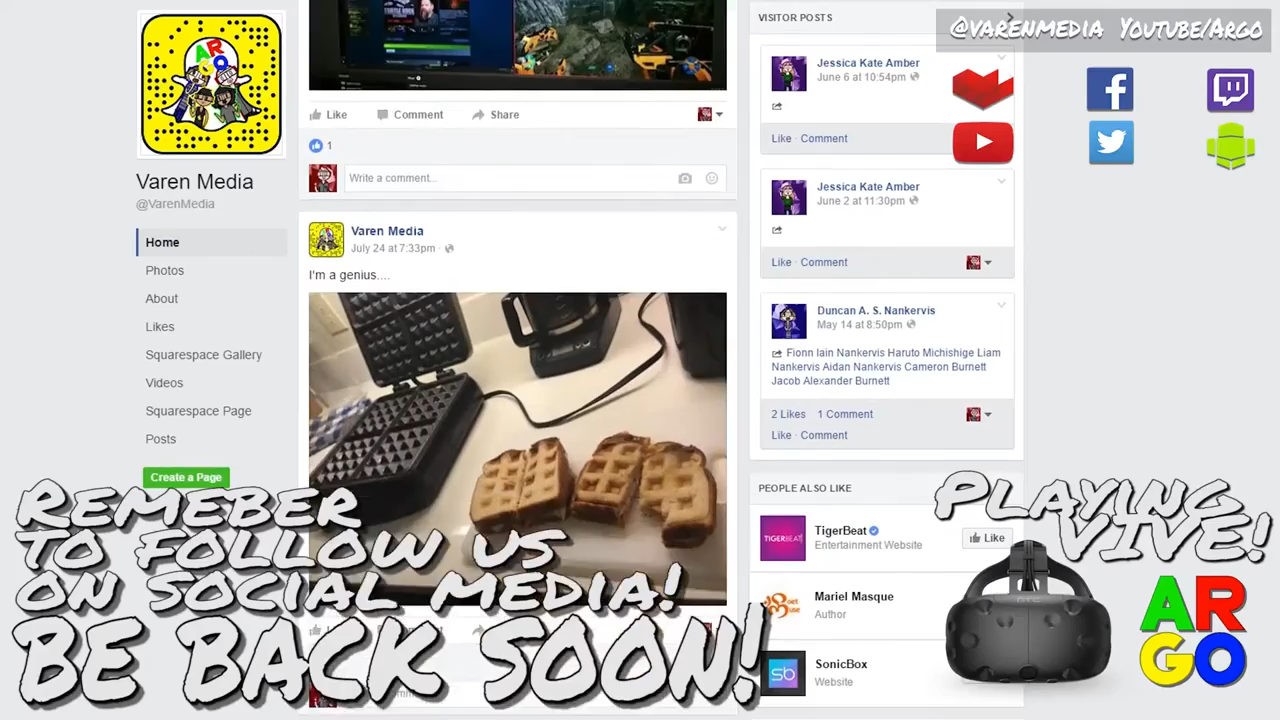 @VARENMEDIA YOUTUBE/ARGO
ARGO
Varen Media
@VarenMedia
Home
Photos
About
Likes
Squarespace Gallery
Videos
Squarespace Page
Posts
Create a Page
Like Comment Share
1
Write a comment...
Varen Media
July 24 at 7:33pm
I'm a genius....
VISITOR POSTS
Jessica Kate Amber
June 6 at 10:54pm
Like · Comment
Jessica Kate Amber
June 2 at 11:30pm
Like · Comment
Duncan A. S. Nankervis
May 14 at 8:50pm
Fionn Iain Nankervis Haruto Michishige Liam
Nankervis Aidan Nankervis Cameron Burnett
Jacob Alexander Burnett
2 Likes 1 Comment
Like · Comment
PEOPLE ALSO LIKE
TIGERBEAT
TigerBeat
Entertainment Website
Like
Mariel Masque
Author
sb
SonicBox
Website
REMEBER
TO FOLLOW US
ON SOCIAL MEDIA!
BE BACK SOON!
PLAYING
VIVE!
hTC
AR
GO